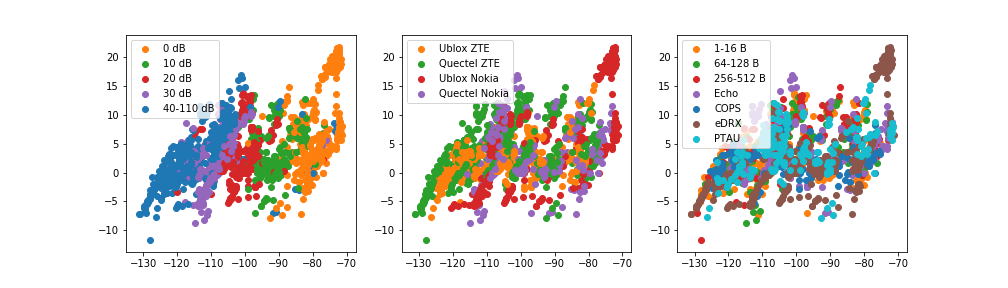 0 dB
10 dB
20 dB
30 dB
40-110 dB
20
15
10
5
0
−5
−10
−130 −120 −110 −100 −90 −80 −70
Ublox ZTE
Quectel ZTE
Ublox Nokia
Quectel Nokia
20
15
10
5
0
−5
−10
−130 −120 −110 −100 −90 −80 −70
1-16 B
64-128 B
256-512 B
Echo
COPS
eDRX
PTAU
20
15
10
5
0
−5
−10
−130 −120 −110 −100 −90 −80 −70